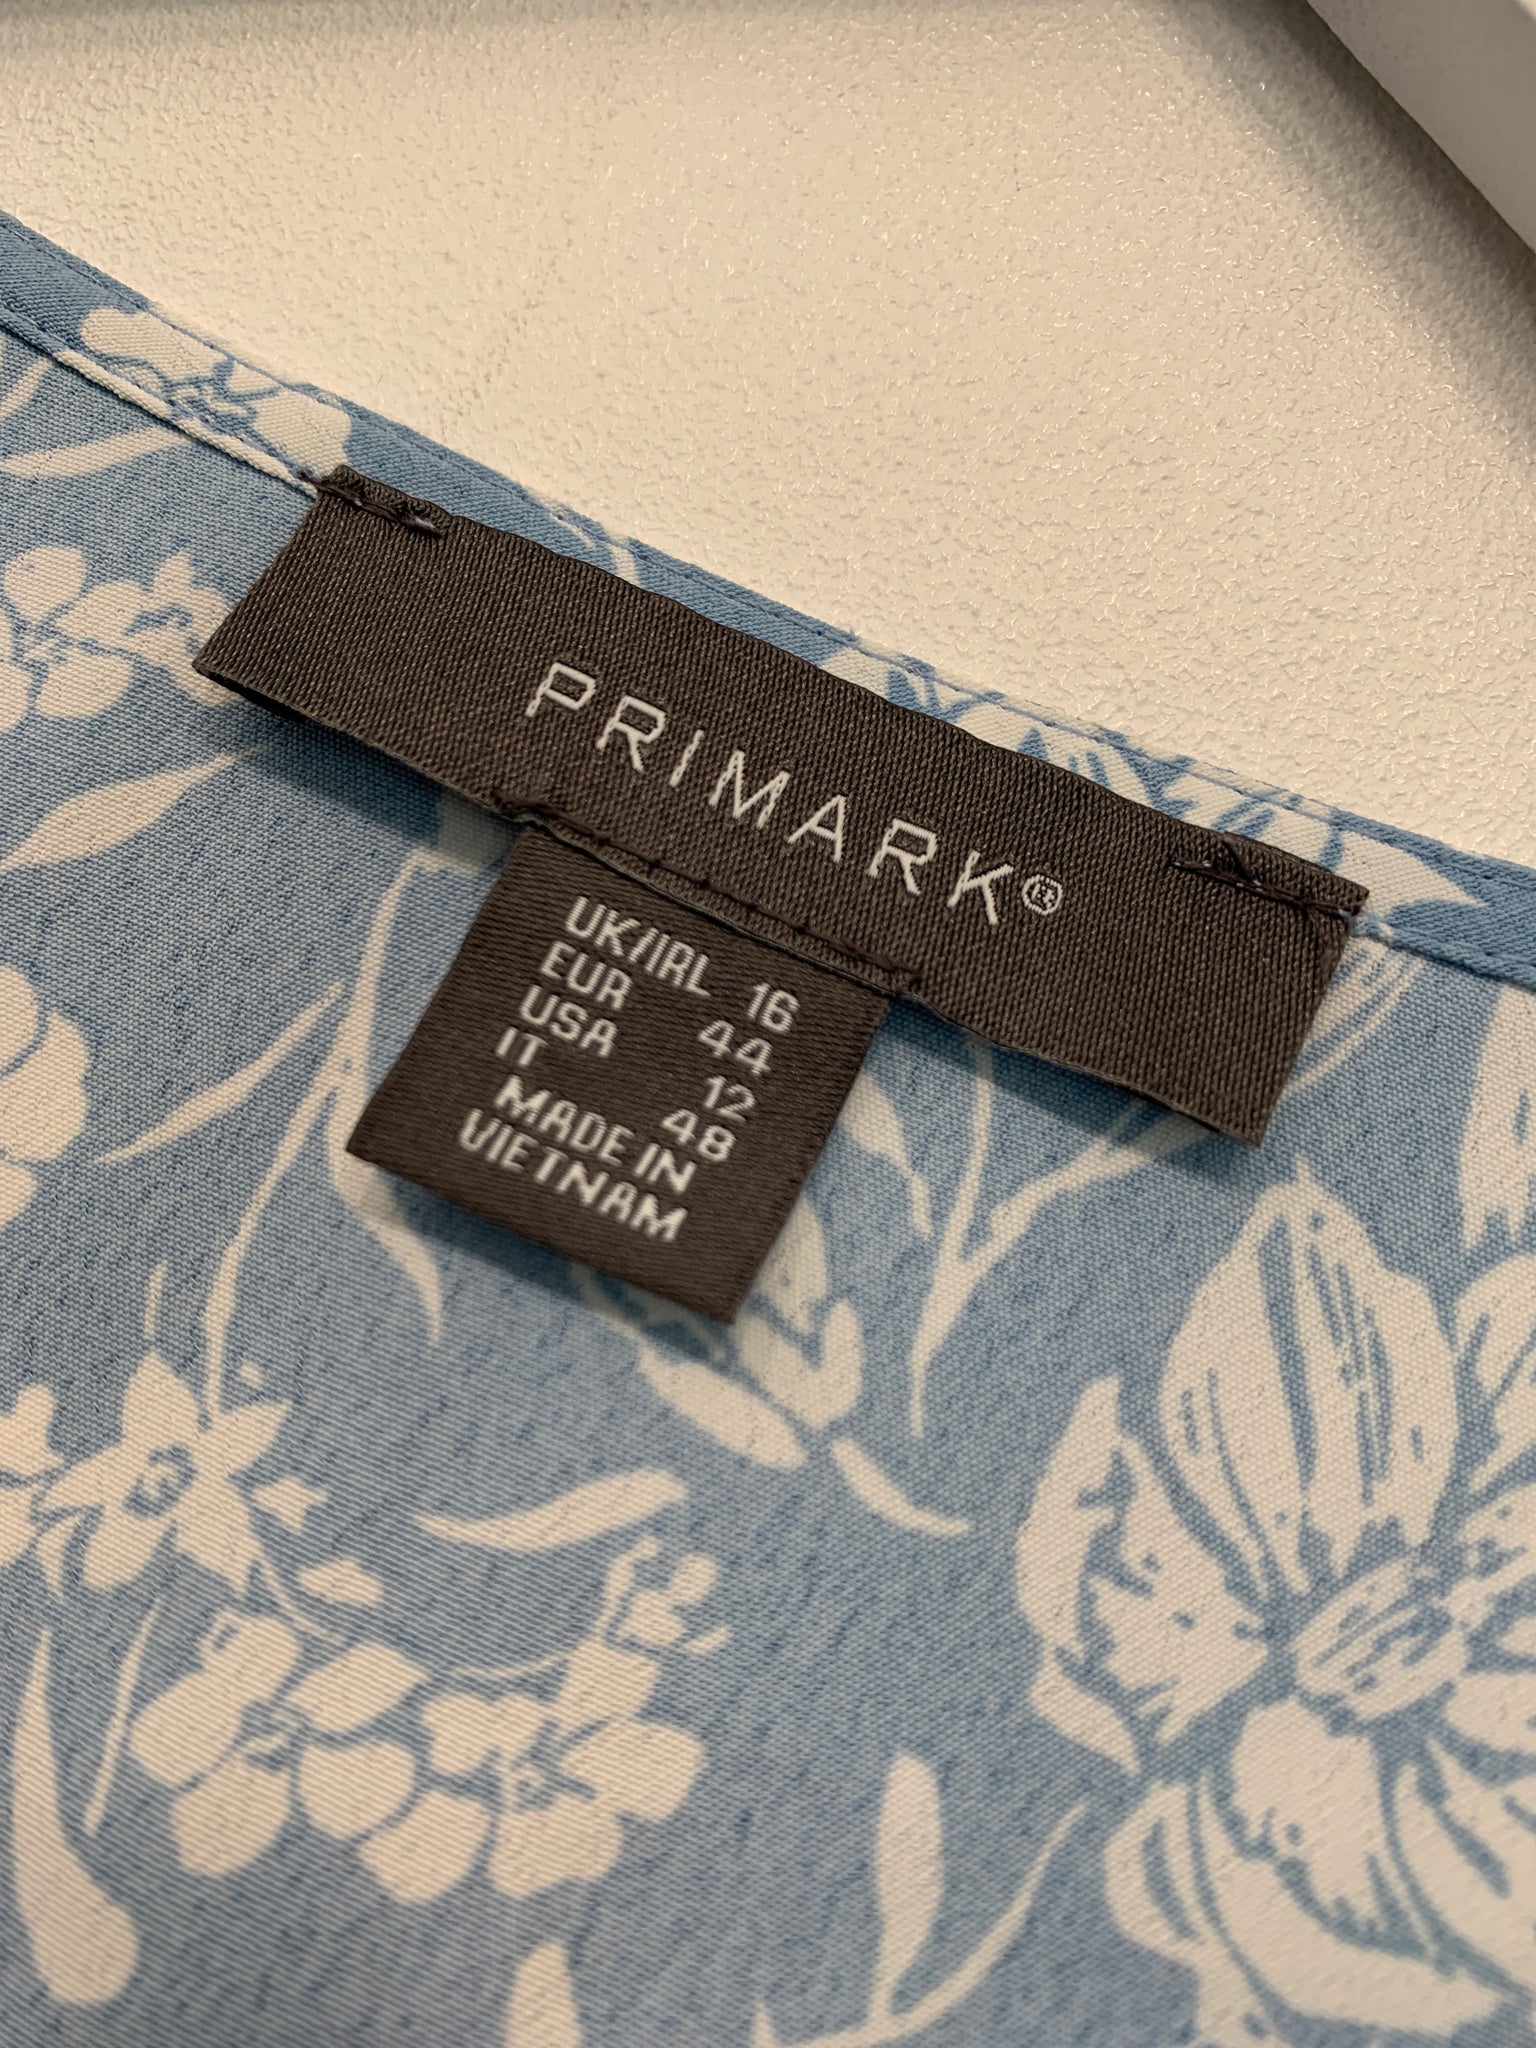 PRIMARK®
UK/IRL 16
EUR 44
USA 12
IT 48
MADE IN
VIETNAM